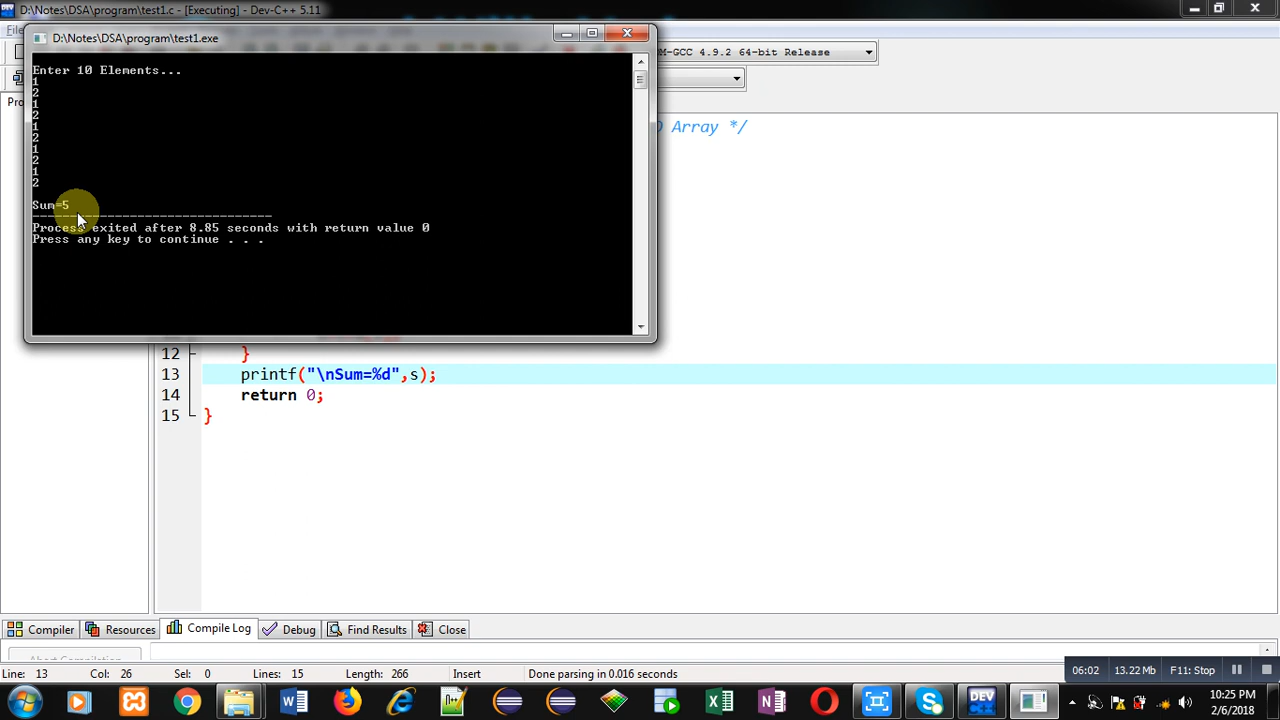 D:\Notes\DSA\program\test1.c - [Executing] - Dev-C++ 5.11
D:\Notes\DSA\program\test1.exe
Enter 10 Elements...
1
2
1
2
1
2
1
2
1
2
Sum=5
--------------------------------
Process exited after 8.85 seconds with return value 0
Press any key to continue . . .
M-GCC 4.9.2 64-bit Release
Array */
12 }
13 printf("\nSum=%d",s);
14 return 0;
15 }
Compiler Resources Compile Log Debug Find Results Close
Abort Compilation
Line: 13 Col: 26 Sel: 0 Lines: 15 Length: 266 Insert Done parsing in 0.016 seconds
06:02 13.22 Mb F11: Stop
10:25 PM
2/6/2018